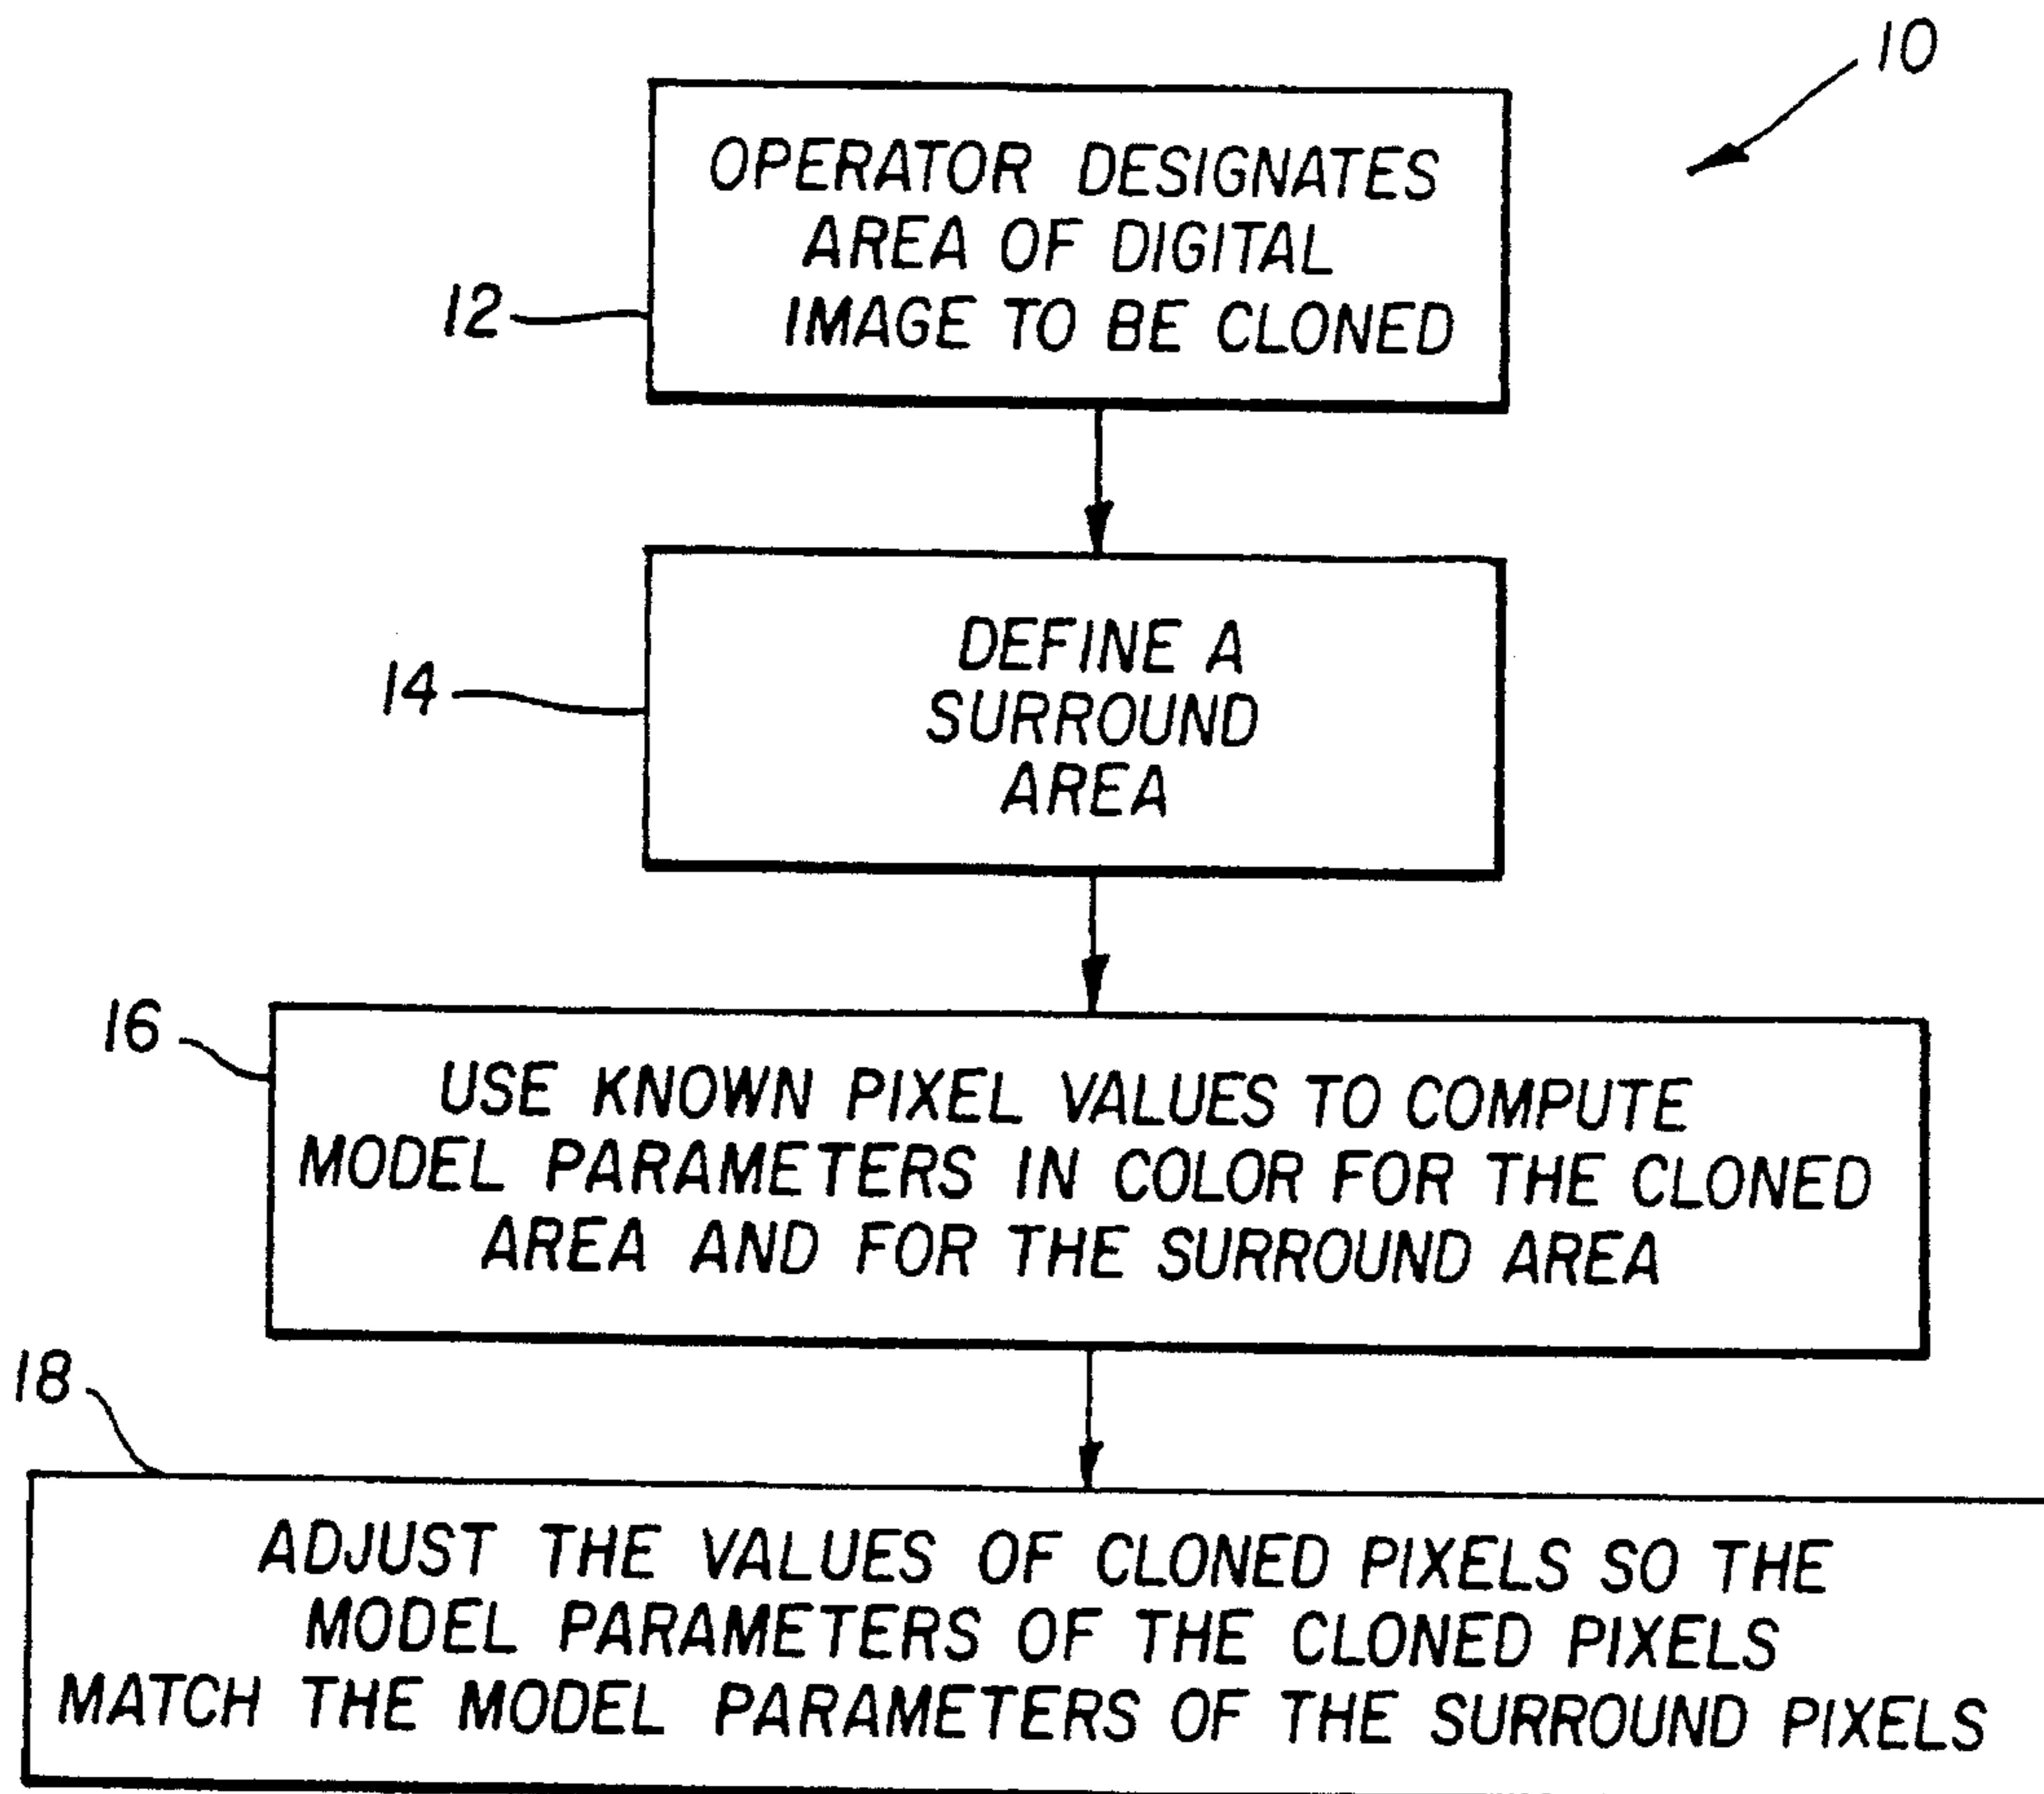 10
OPERATOR DESIGNATES
AREA OF DIGITAL
IMAGE TO BE CLONED
12
DEFINE A
SURROUND
AREA
14
16
USE KNOWN PIXEL VALUES TO COMPUTE
MODEL PARAMETERS IN COLOR FOR THE CLONED
AREA AND FOR THE SURROUND AREA
18
ADJUST THE VALUES OF CLONED PIXELS SO THE
MODEL PARAMETERS OF THE CLONED PIXELS
MATCH THE MODEL PARAMETERS OF THE SURROUND PIXELS